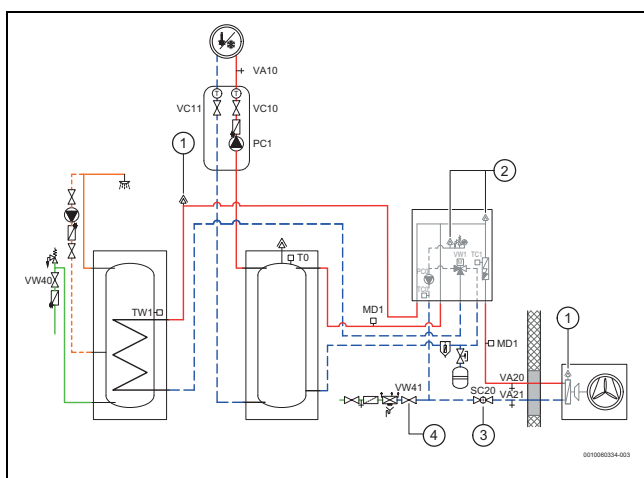 VA10
T T
VC11 VC10
PC1
1
2
T0
VW1 TC1
PC0
TC0
VW40
TW1
MD1
MD1
1
VA20
VA21
VW41
SC20
4
3
0010060334-003